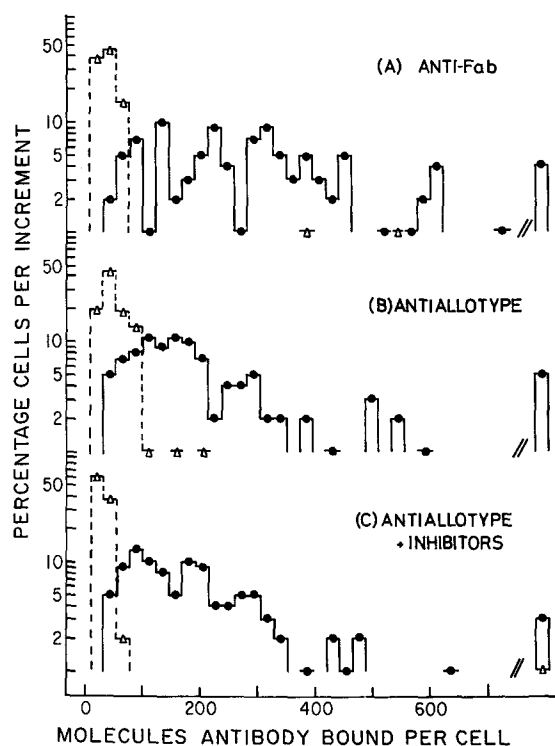 PERCENTAGE CELLS PER INCREMENT
50
10
5
2
(A) ANTI-Fab
//
50
10
5
2
(B) ANTIALLOTYPE
//
50
10
5
2
(C) ANTIALLOTYPE
+ INHIBITORS
//
0 200 400 600
MOLECULES ANTIBODY BOUND PER CELL